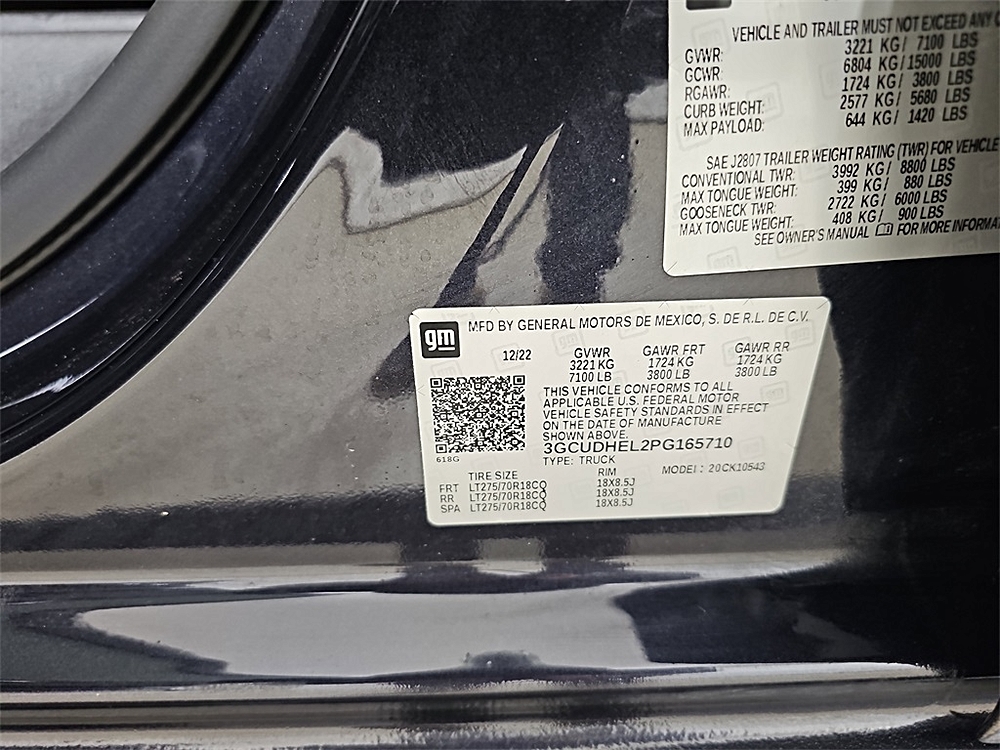 VEHICLE AND TRAILER MUST NOT EXCEED ANY
GVWR: 3221 KG/ 7100 LBS
GCWR: 6804 KG/15000 LBS
RGAWR: 1724 KG/ 3800 LBS
CURB WEIGHT: 2577 KG/ 5680 LBS
MAX PAYLOAD: 644 KG/ 1420 LBS
SAE J2807 TRAILER WEIGHT RATING (TWR) FOR VEHICLE
CONVENTIONAL TWR: 3992 KG/ 8800 LBS
MAX TONGUE WEIGHT: 399 KG/ 880 LBS
GOOSENECK TWR: 2722 KG/ 6000 LBS
MAX TONGUE WEIGHT: 408 KG/ 900 LBS
SEE OWNER'S MANUAL FOR MORE INFORMA
gm MFD BY GENERAL MOTORS DE MEXICO, S. DE R.L. DE C.V.
12/22 GVWR GAWR FRT GAWR RR
3221 KG 1724 KG 1724 KG
7100 LB 3800 LB 3800 LB
THIS VEHICLE CONFORMS TO ALL
APPLICABLE U.S. FEDERAL MOTOR
VEHICLE SAFETY STANDARDS IN EFFECT
ON THE DATE OF MANUFACTURE
SHOWN ABOVE.
3GCUDHEL2PG165710
618G TYPE: TRUCK MODEL: 20CK10543
TIRE SIZE RIM
FRT LT275/70R18CQ 18X8.5J
RR LT275/70R18CQ 18X8.5J
SPA LT275/70R18CQ 18X8.5J